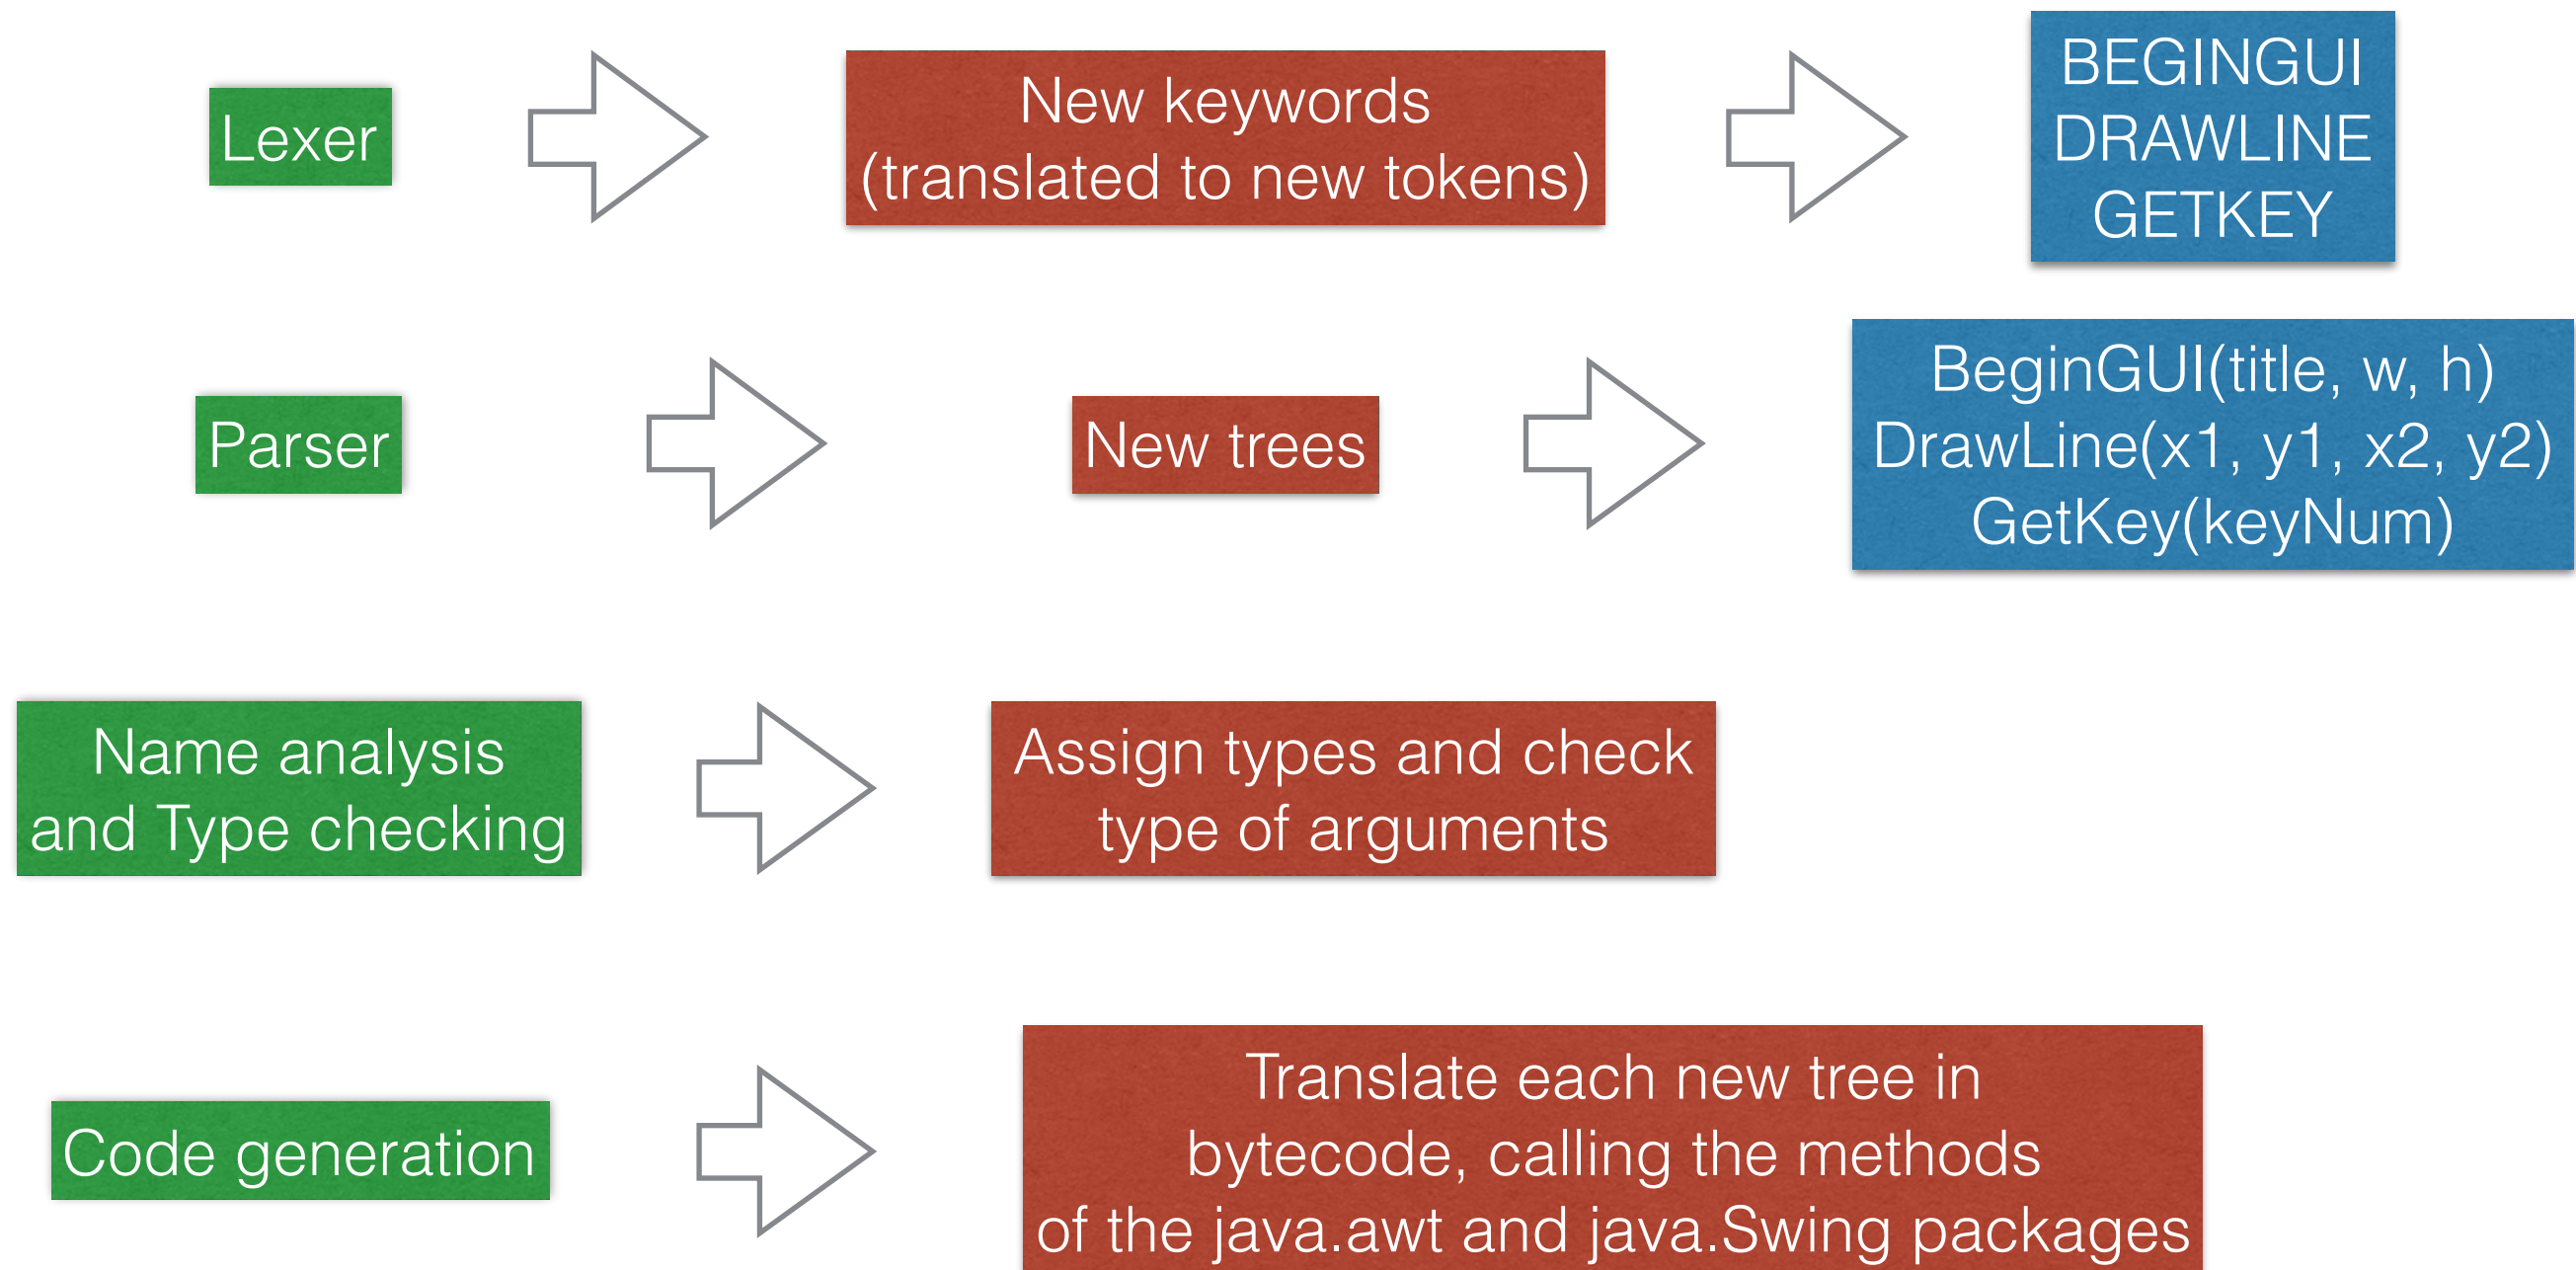 Lexer
New keywords
(translated to new tokens)
BEGINGUI
DRAWLINE
GETKEY
Parser
New trees
BeginGUI(title, w, h)
DrawLine(x1, y1, x2, y2)
GetKey(keyNum)
Name analysis
and Type checking
Assign types and check
type of arguments
Code generation
Translate each new tree in
bytecode, calling the methods
of the java.awt and java.Swing packages